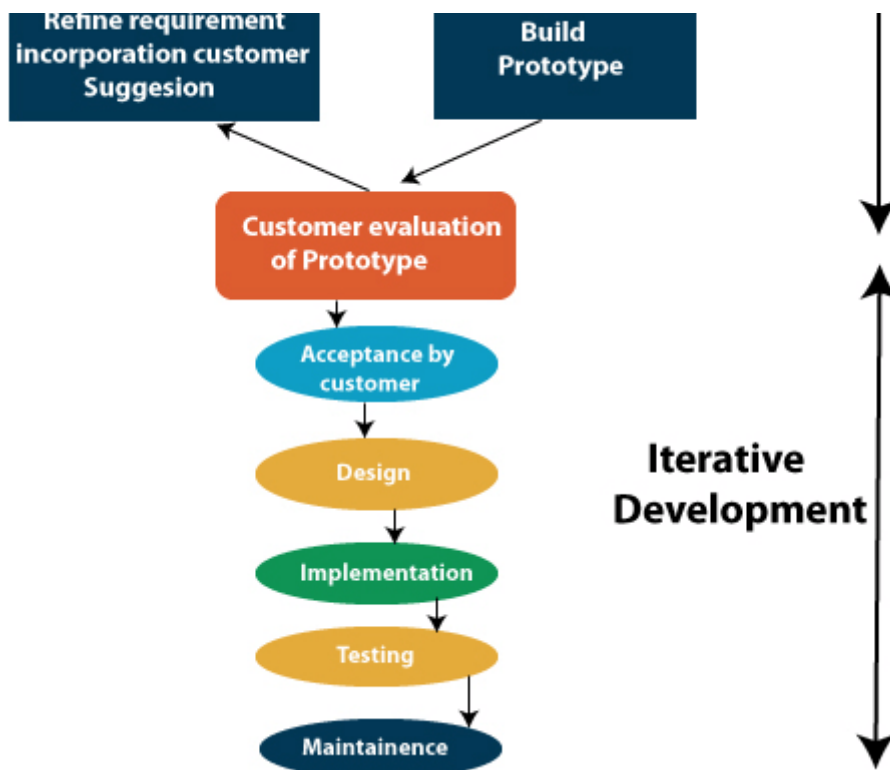 Refine requirement
incorporation customer
Suggesion
Build
Prototype
Customer evaluation
of Prototype
Acceptance by
customer
Design
Iterative
Development
Implementation
Testing
Maintainence